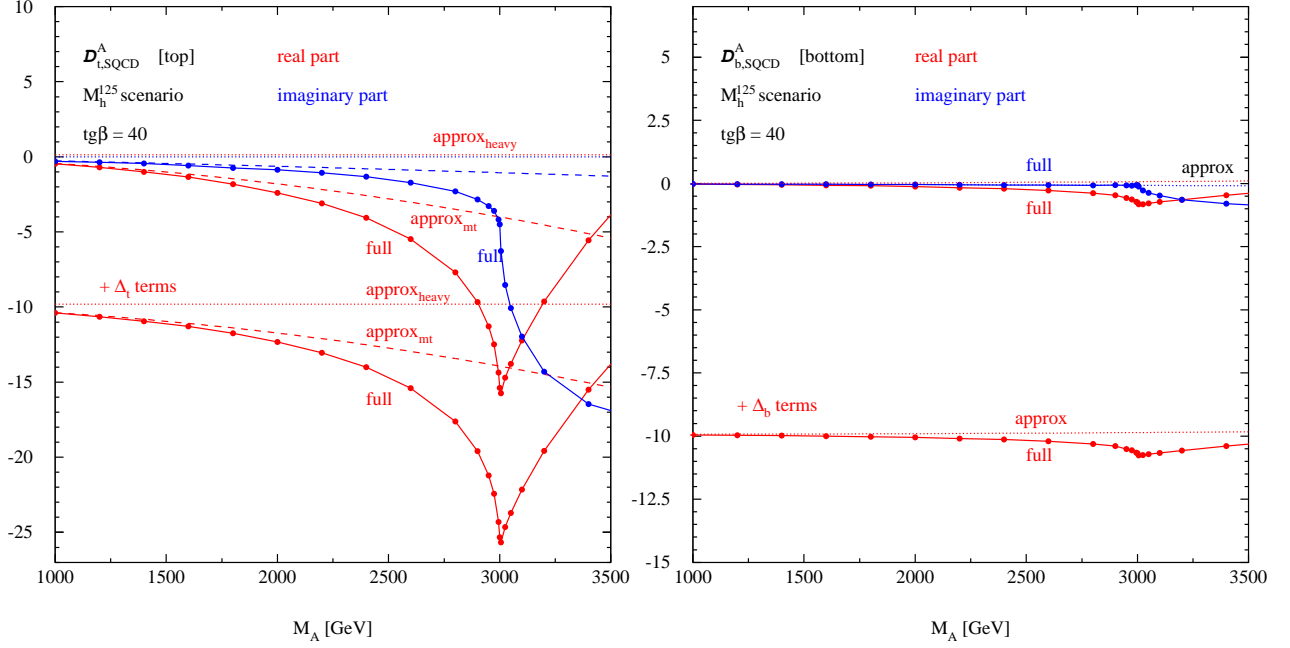 10
5
0
-5
-10
-15
-20
-25
1000
1500
2000
2500
3000
3500
M_A [GeV]
D^A_t,SQCD [top]
real part
M_h^125 scenario
imaginary part
tgβ = 40
approx_heavy
approx_mt
full
full
+ Δ_t terms
approx_heavy
approx_mt
full
5
2.5
0
-2.5
-5
-7.5
-10
-12.5
-15
1000
1500
2000
2500
3000
3500
M_A [GeV]
D^A_b,SQCD [bottom]
real part
M_h^125 scenario
imaginary part
tgβ = 40
full
approx
full
+ Δ_b terms
approx
full